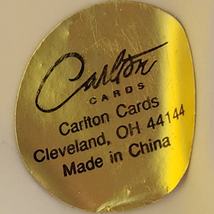 Carlton
CARDS
Carlton Cards
Cleveland, OH 44144
Made in China